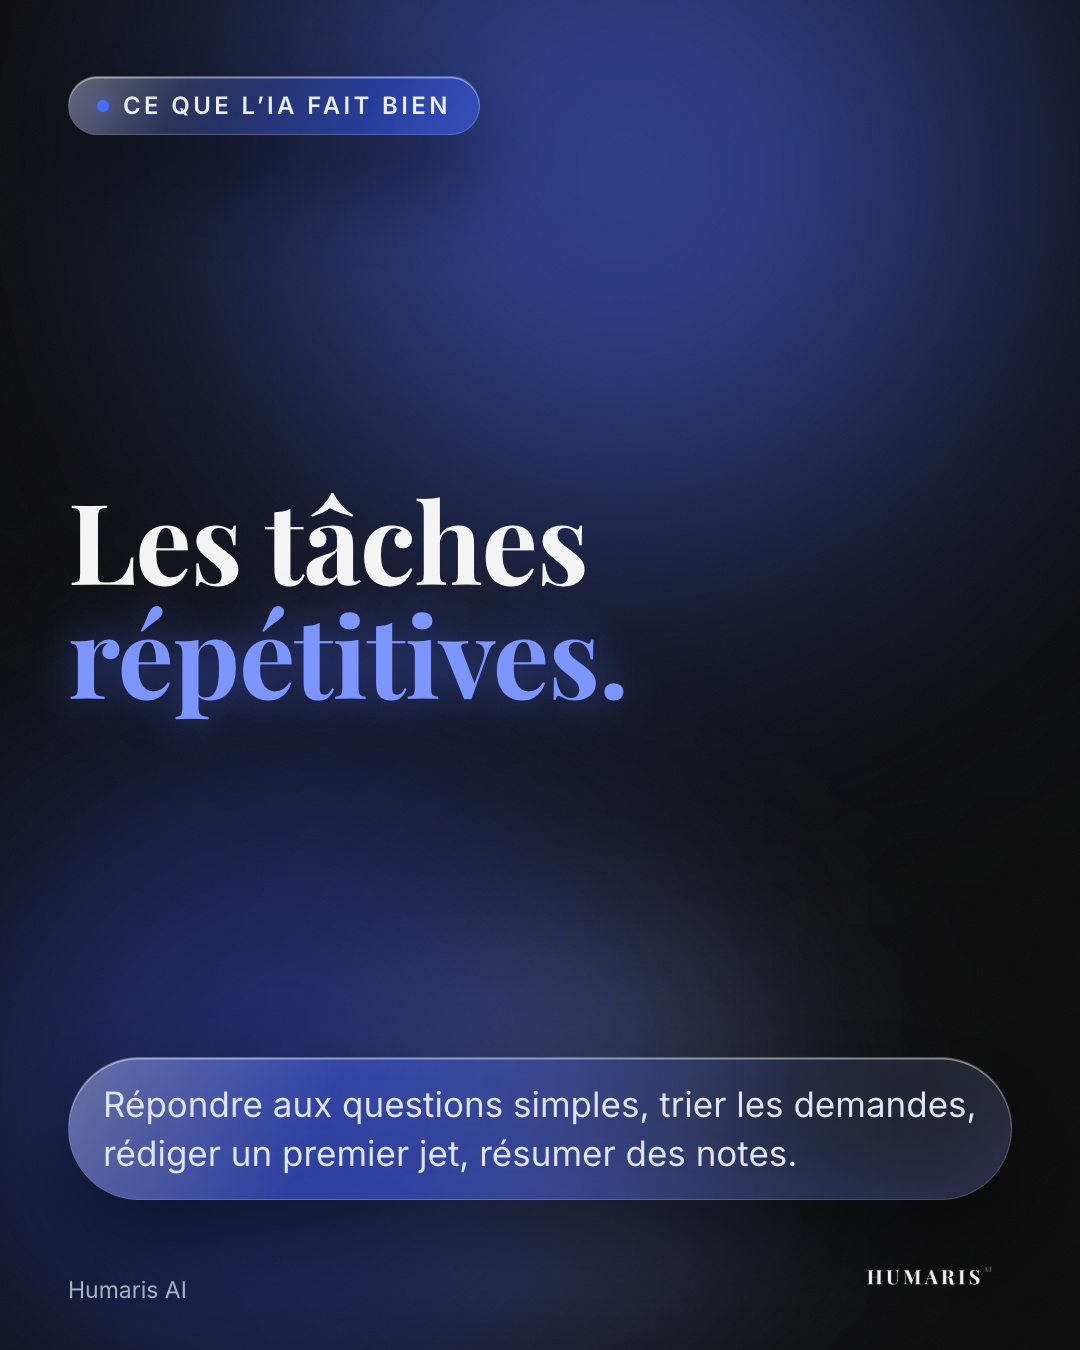 CE QUE L’IA FAIT BIEN
Les tâches
répétitives.
Répondre aux questions simples, trier les demandes,
rédiger un premier jet, résumer des notes.
Humaris AI
HUMARIS AI